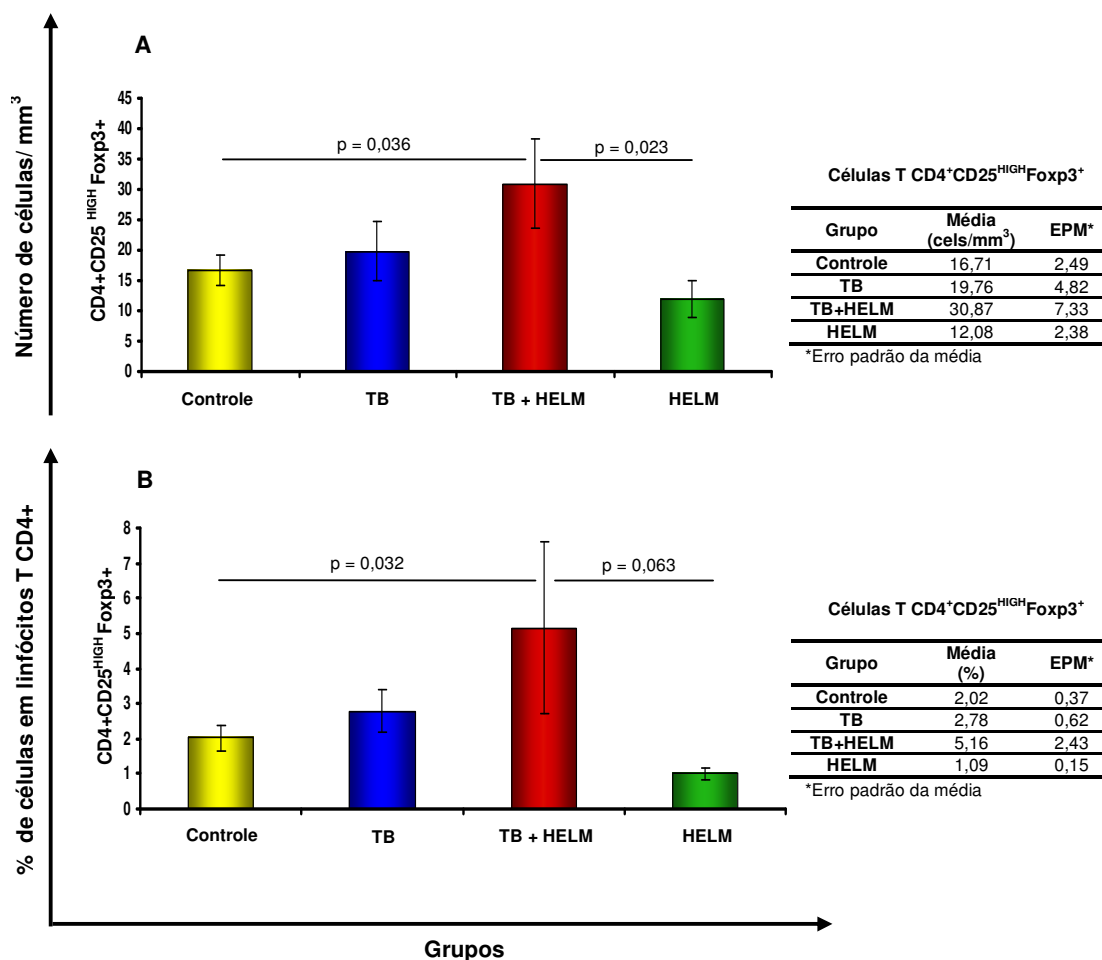 A
Número de células/ mm³
CD4+CD25 HIGH Foxp3+
45
40
35
30
25
20
15
10
5
0
p = 0,036
p = 0,023
Controle
TB
TB + HELM
HELM
Células T CD4⁺CD25ᴴᴵᴳᴴFoxp3⁺
Grupo Média (cels/mm³) EPM*
Controle 16,71 2,49
TB 19,76 4,82
TB+HELM 30,87 7,33
HELM 12,08 2,38
*Erro padrão da média
B
% de células em linfócitos T CD4+
CD4+CD25ᴴᴵᴳᴴFoxp3+
8
7
6
5
4
3
2
1
0
p = 0,032
p = 0,063
Controle
TB
TB + HELM
HELM
Células T CD4⁺CD25ᴴᴵᴳᴴFoxp3⁺
Grupo Média (%) EPM*
Controle 2,02 0,37
TB 2,78 0,62
TB+HELM 5,16 2,43
HELM 1,09 0,15
*Erro padrão da média
Grupos